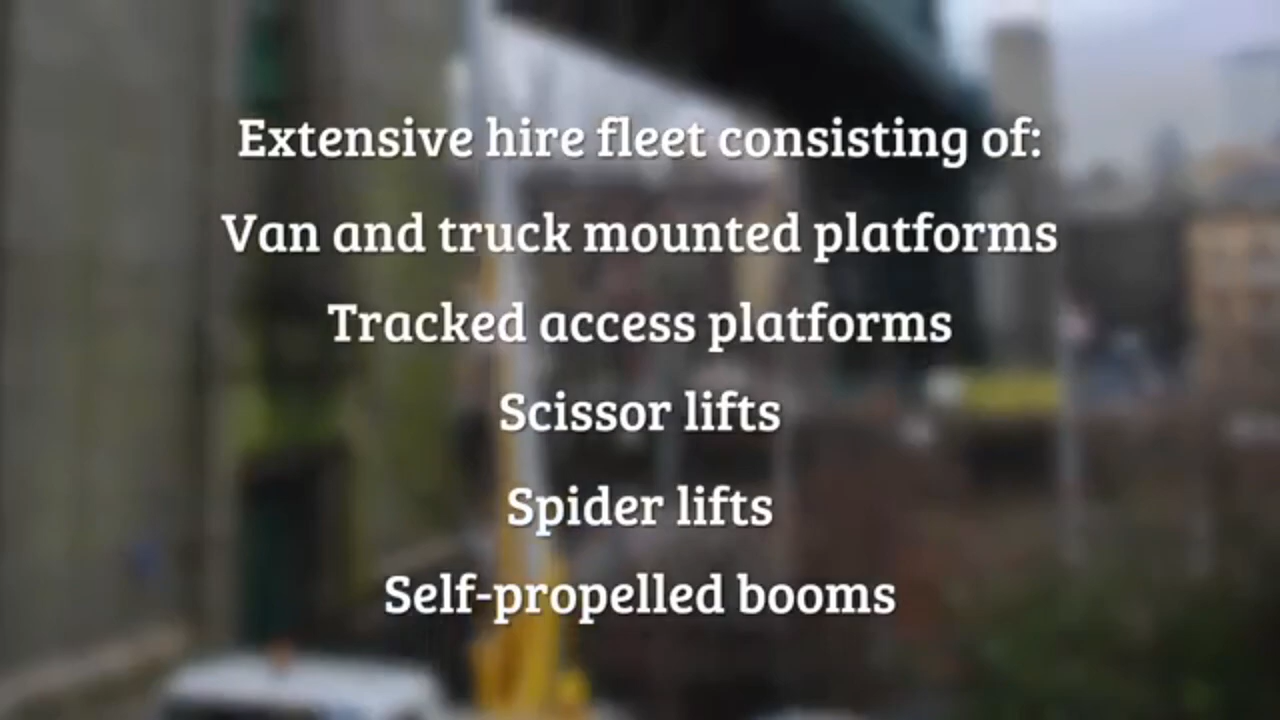 Extensive hire fleet consisting of:
Van and truck mounted platforms
Tracked access platforms
Scissor lifts
Spider lifts
Self-propelled booms